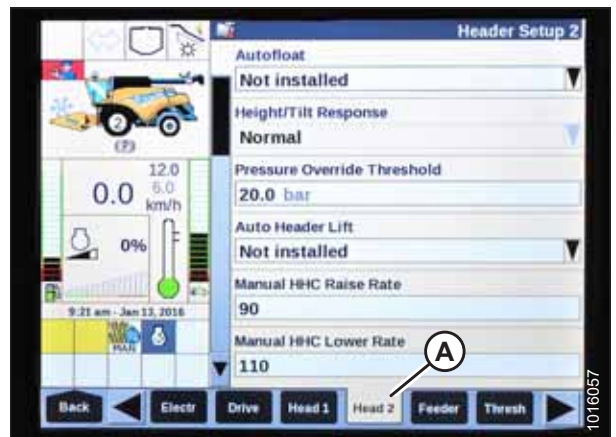 Header Setup 2
Autofloat
Not installed
Height/Tilt Response
Normal
Pressure Override Threshold
20.0 bar
Auto Header Lift
Not installed
Manual HHC Raise Rate
90
Manual HHC Lower Rate
110
2
(P)
12.0
6.0
0.0 km/h
0%
9:21 am - Jan 13, 2016
MAN
A
Back Electr Drive Head 1 Head 2 Feeder Thresh
1016057